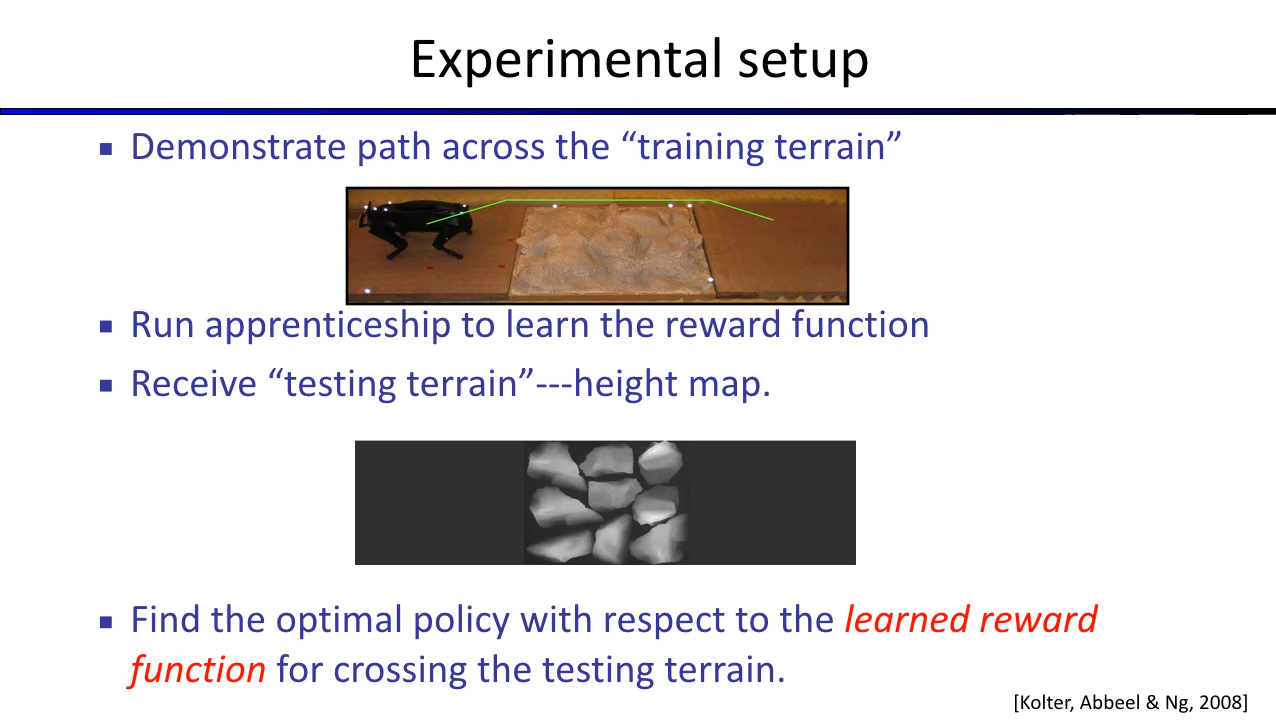 Experimental setup
Demonstrate path across the “training terrain”
Run apprenticeship to learn the reward function
Receive “testing terrain”---height map.
Find the optimal policy with respect to the learned reward
function for crossing the testing terrain.
[Kolter, Abbeel & Ng, 2008]